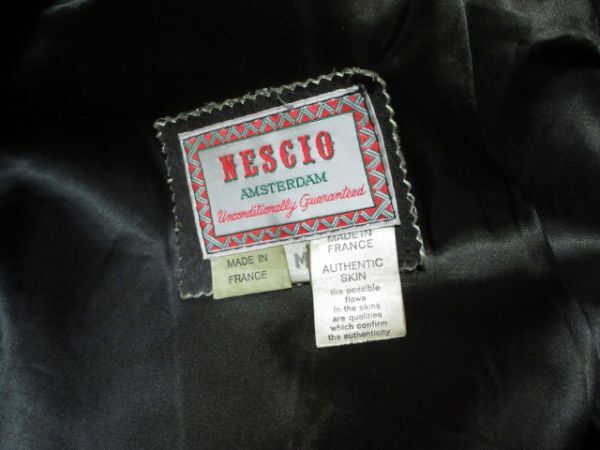 NESCIO
AMSTERDAM
Unconditionally Guaranteed
MADE IN
FRANCE
M
MADE IN
FRANCE
AUTHENTIC
SKIN
the possible
flaws
in the skins
are qualities
which confirm
the authenticity